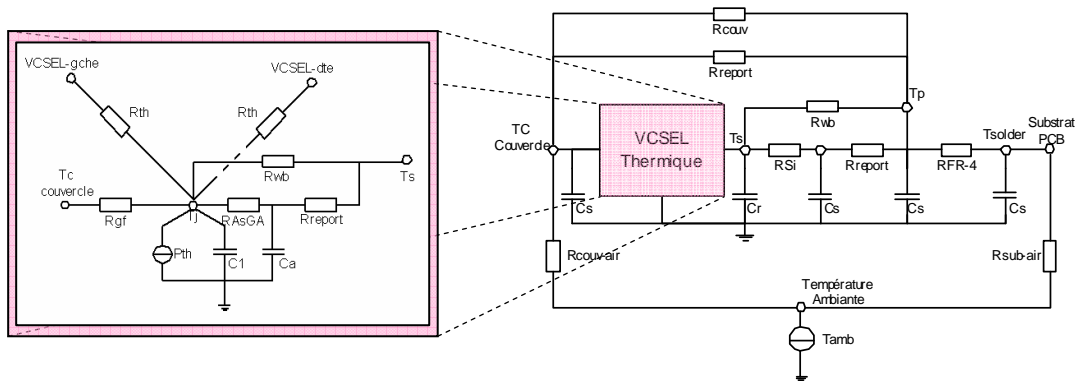 VCSEL-gche
VCSEL-dte
Rth
Rth
Rwb
Ts
Tc
couvercle
Rgf
Tj
RAsGA
Rreport
Pth
C1
Ca
Rcouv
Rreport
Tp
Rwb
TC
Couvercle
VCSEL
Thermique
Ts
RSi
Rreport
RFR-4
Tsolder
Substrat
PCB
Cs
Cr
Cs
Cs
Cs
Rcouv-air
Rsub-air
Température
Ambiante
Tamb